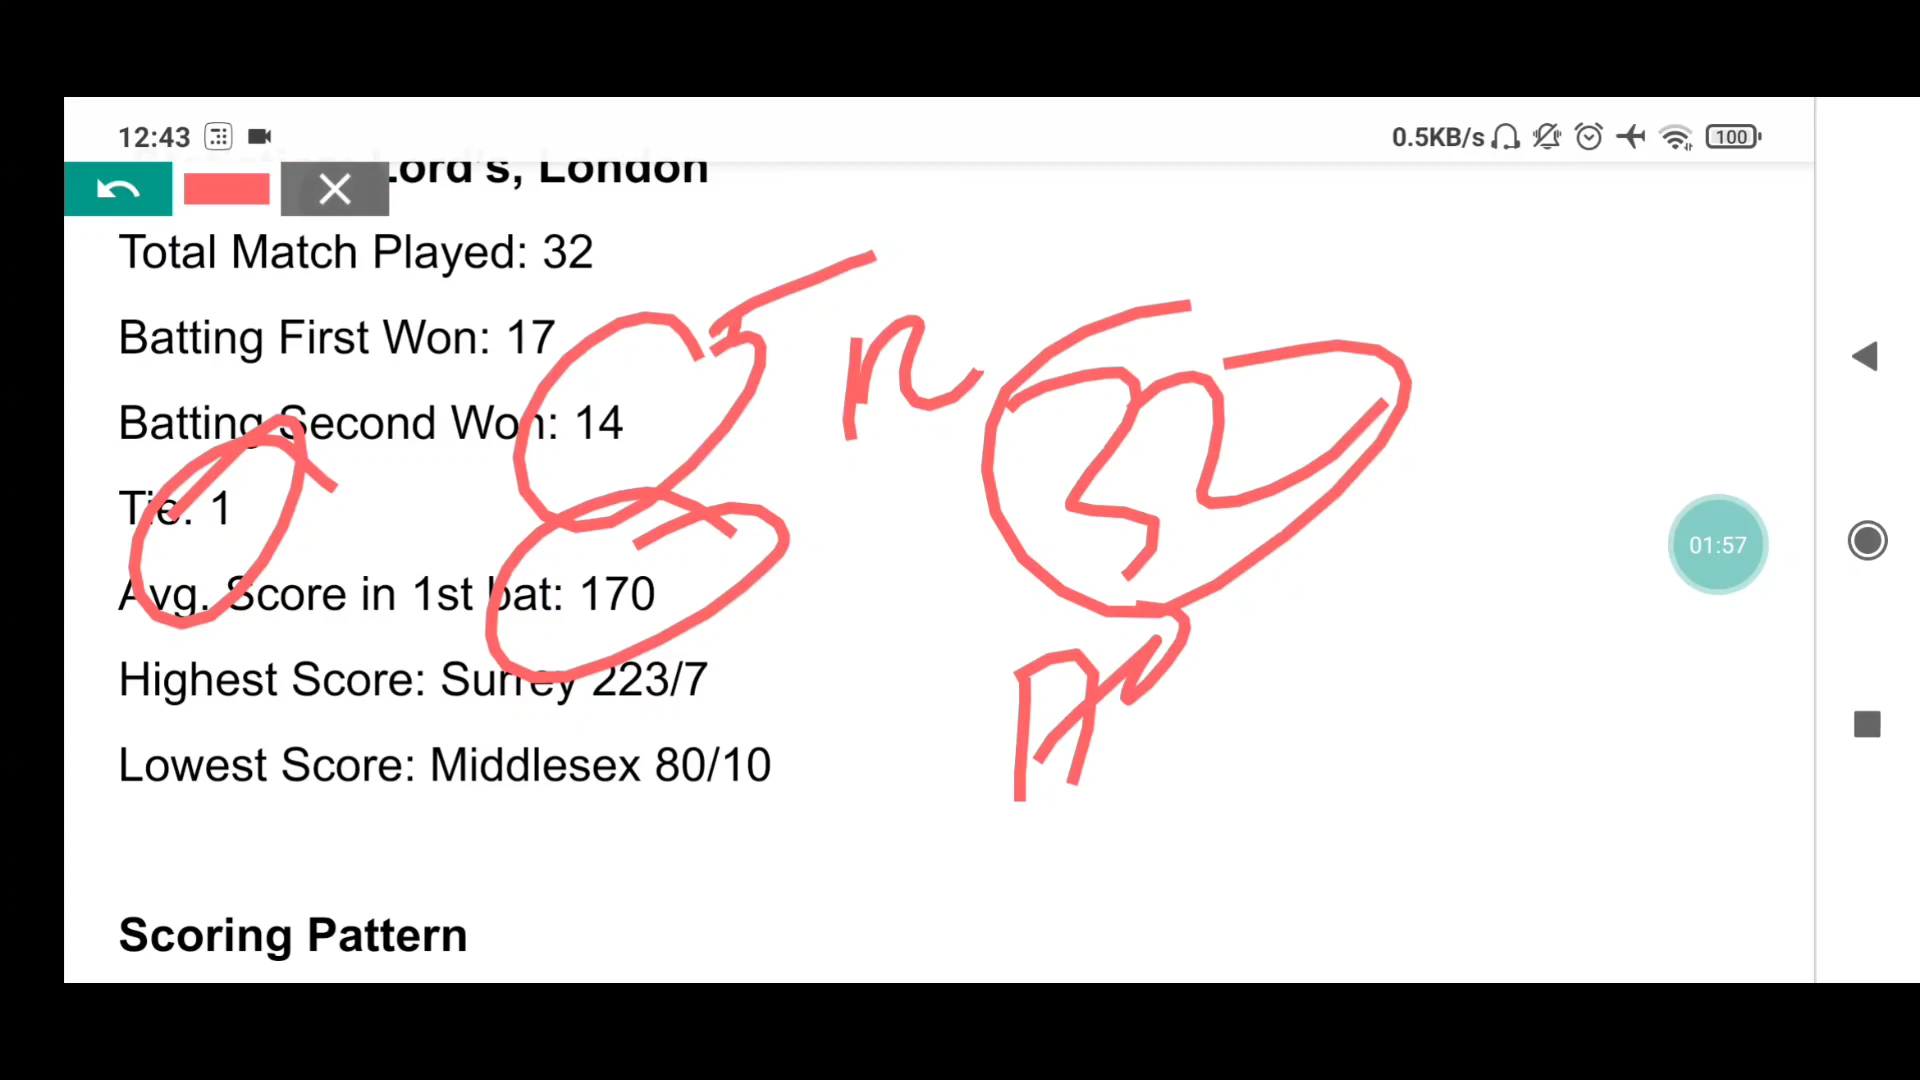 12:43 0.5KB/s 100
Lord's, London
Total Match Played: 32
Batting First Won: 17
Batting Second Won: 14
Tie: 1
Avg. Score in 1st bat: 170
Highest Score: Surrey 223/7
Lowest Score: Middlesex 80/10
01:57
Scoring Pattern